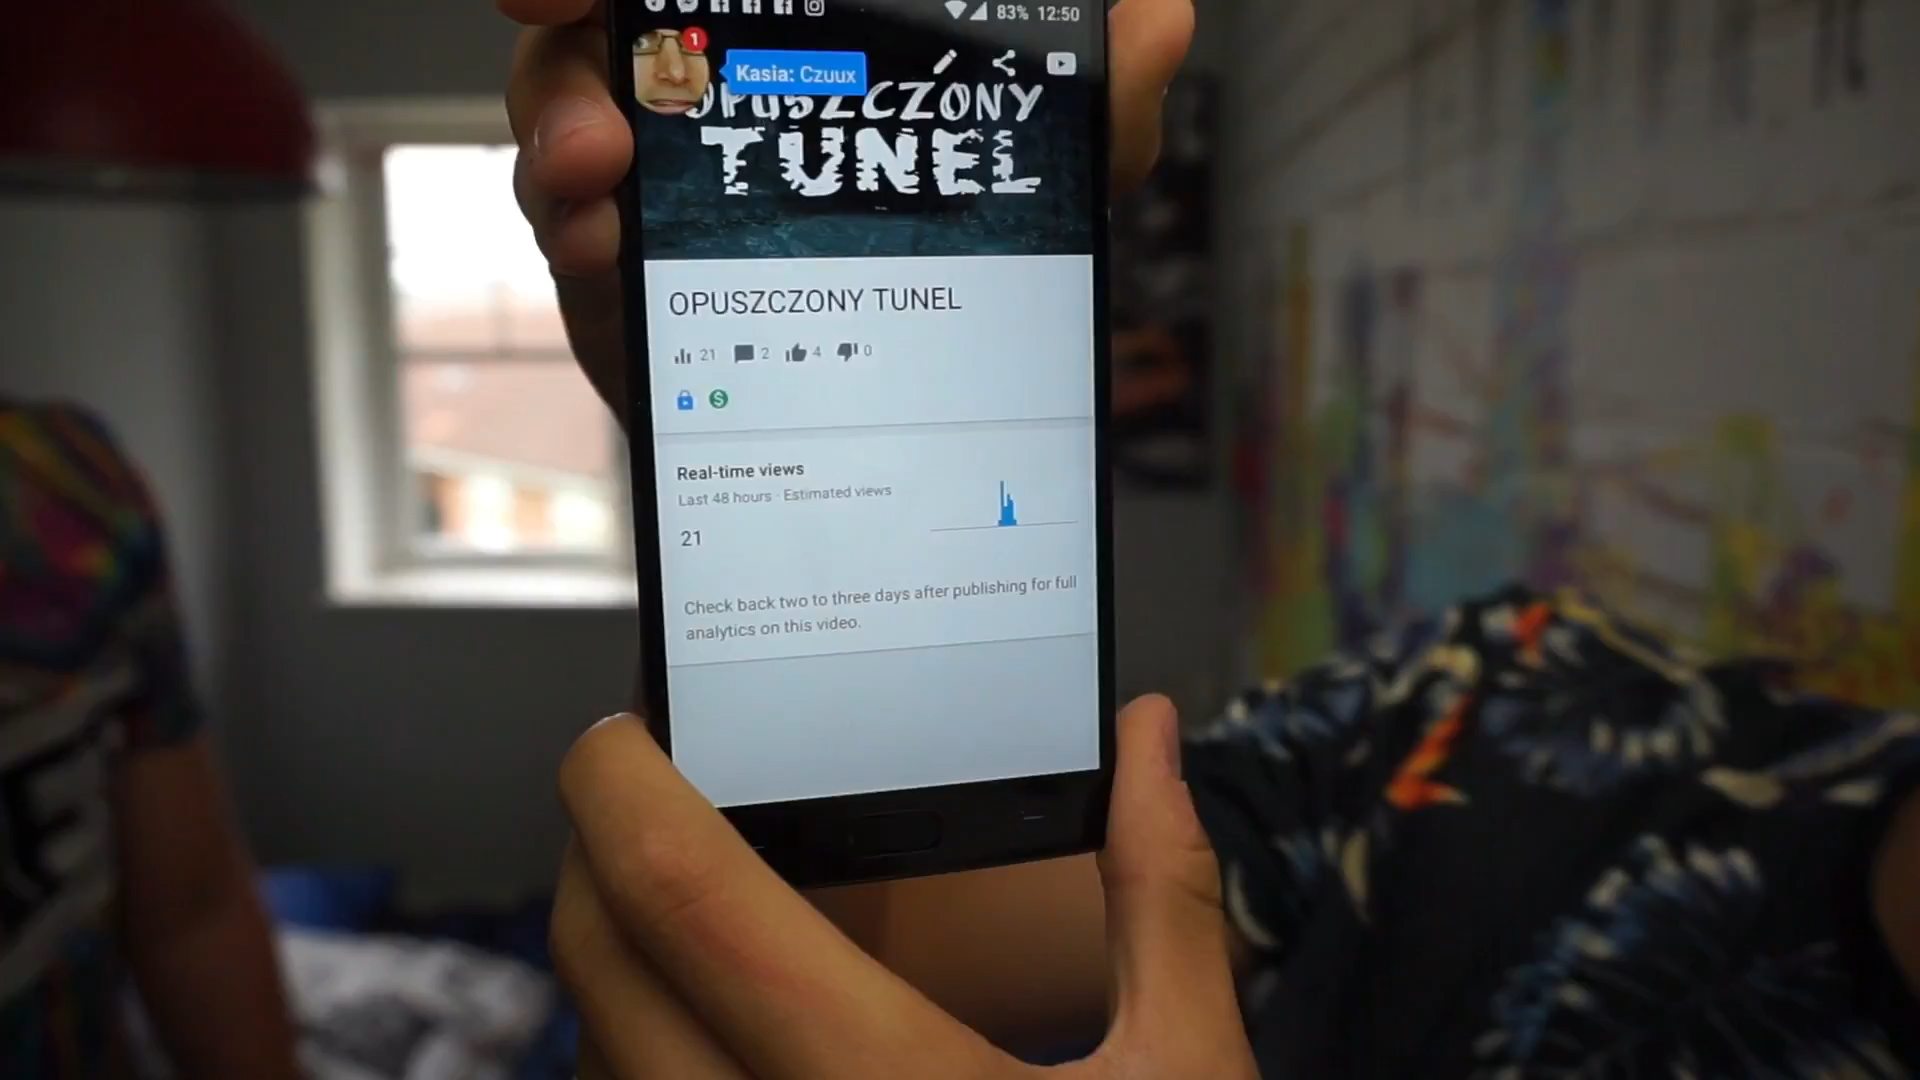 83% 12:50
1
Kasia: Czuux
OPUSZCZONY
TUNEL
OPUSZCZONY TUNEL
21 2 4 0
Real-time views
Last 48 hours · Estimated views
21
Check back two to three days after publishing for full
analytics on this video.